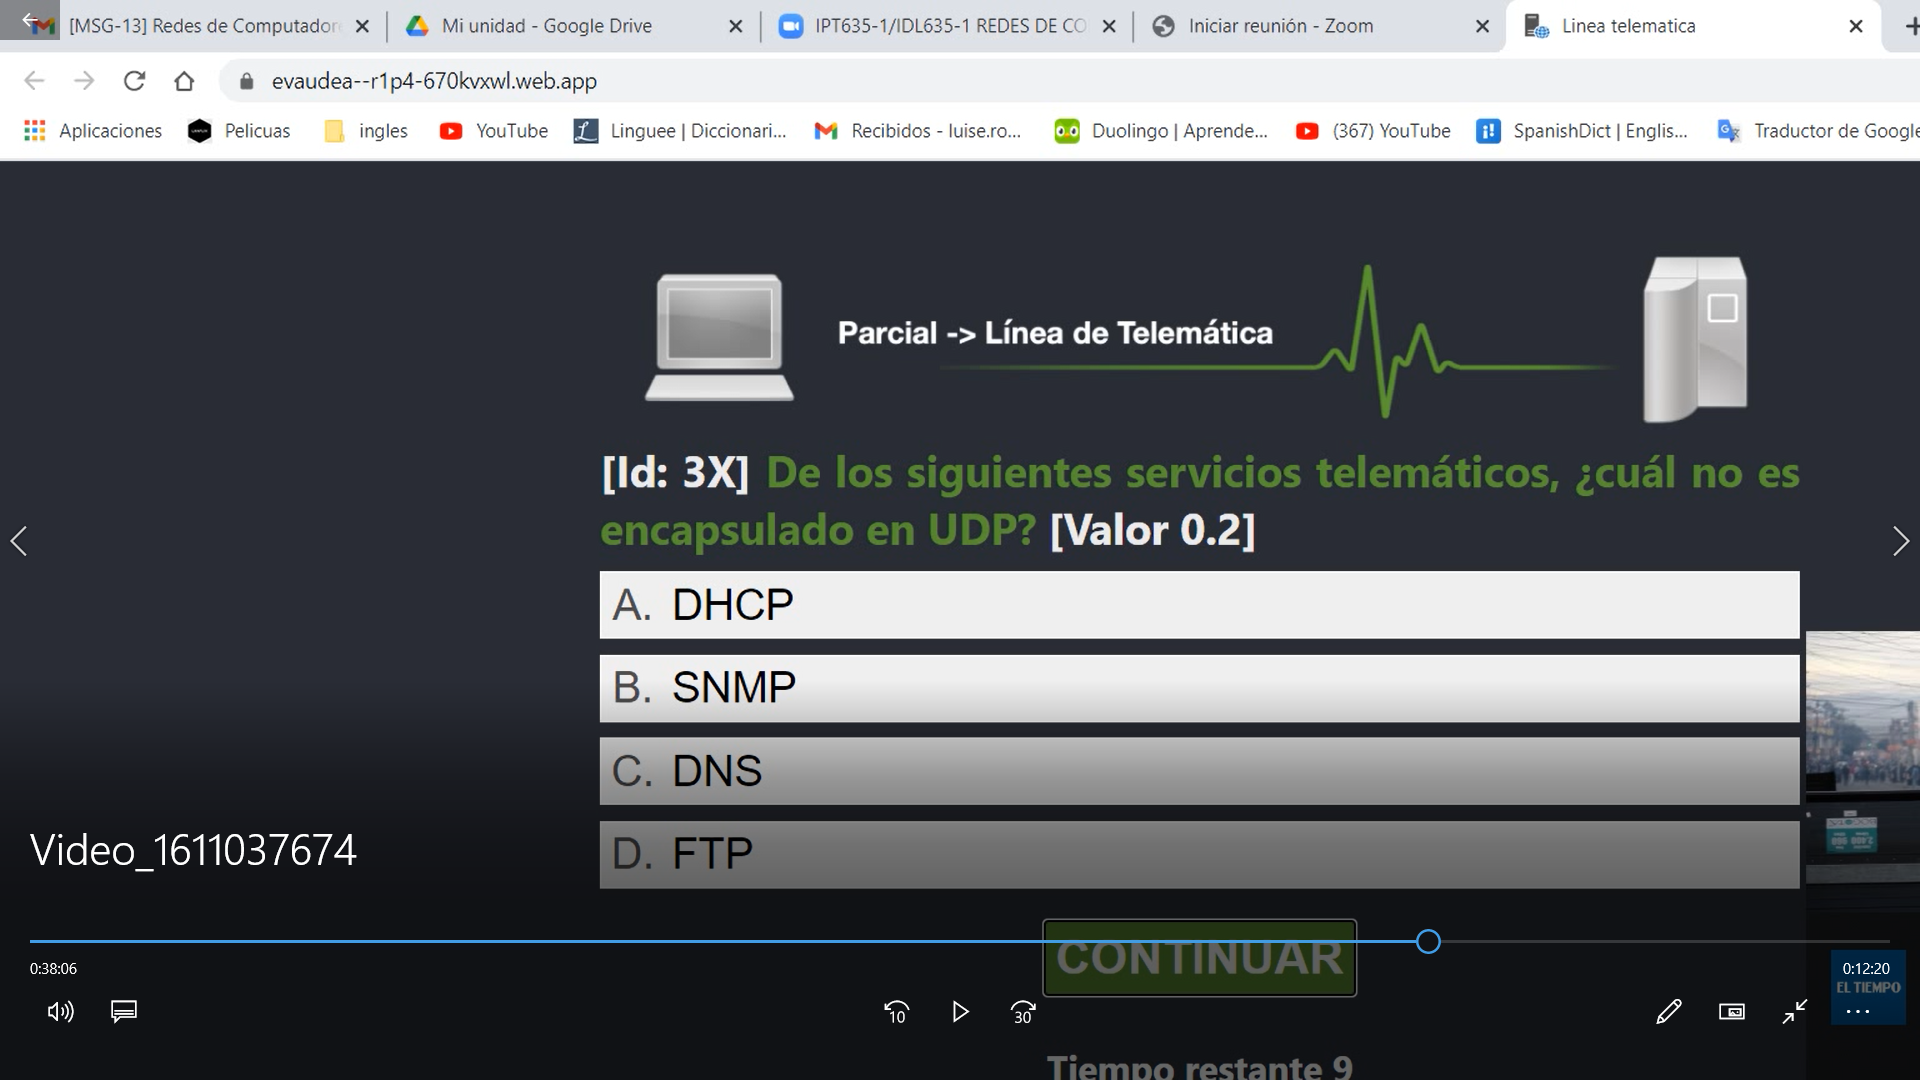 [MSG-13] Redes de Computador
Mi unidad - Google Drive
IPT635-1/IDL635-1 REDES DE CO
Iniciar reunión - Zoom
Linea telematica
evaudea--r1p4-670kvxwl.web.app
Aplicaciones
Pelicuas
ingles
YouTube
Linguee | Diccionari...
Recibidos - luise.ro...
Duolingo | Aprende...
(367) YouTube
SpanishDict | Englis...
Traductor de Google
Parcial -> Línea de Telemática
[Id: 3X] De los siguientes servicios telemáticos, ¿cuál no es
encapsulado en UDP? [Valor 0.2]
A. DHCP
B. SNMP
C. DNS
D. FTP
Video_1611037674
CONTINUAR
0:38:06
0:12:20
EL TIEMPO
10
30
Tiempo restante 9